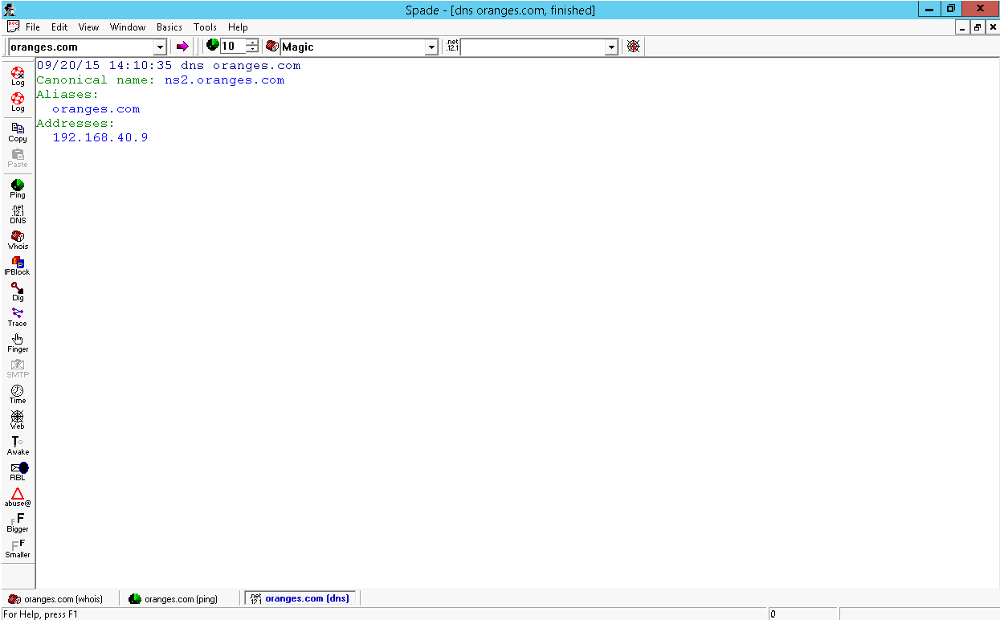 Spade - [dns oranges.com, finished]
File Edit View Window Basics Tools Help
oranges.com 10 Magic .net 12.1
09/20/15 14:10:35 dns oranges.com
Canonical name: ns2.oranges.com
Aliases:
oranges.com
Addresses:
192.168.40.9
Log
Log
Copy
Paste
Ping
.net
.12.1
DNS
Whois
IPBlock
Dig
Trace
Finger
SMTP
Time
Web
Awake
RBL
abuse@
Bigger
Smaller
oranges.com (whois) oranges.com (ping) .net 12.1 oranges.com (dns)
For Help, press F1 0